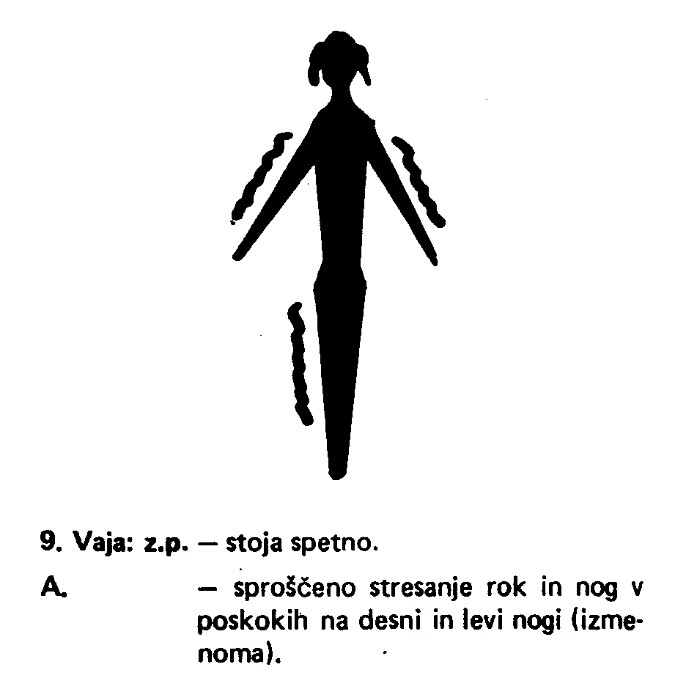 9. Vaja: z.p. — stoja spetno.
A. — sproščeno stresanje rok in nog v
poskokih na desni in levi nogi (izme-
noma).